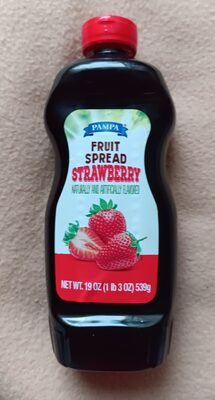 PAMPA
FRUIT
SPREAD
STRAWBERRY
NATURALLY AND ARTIFICIALLY FLAVORED
NET WT. 19 OZ (1 lb 3 OZ) 539g